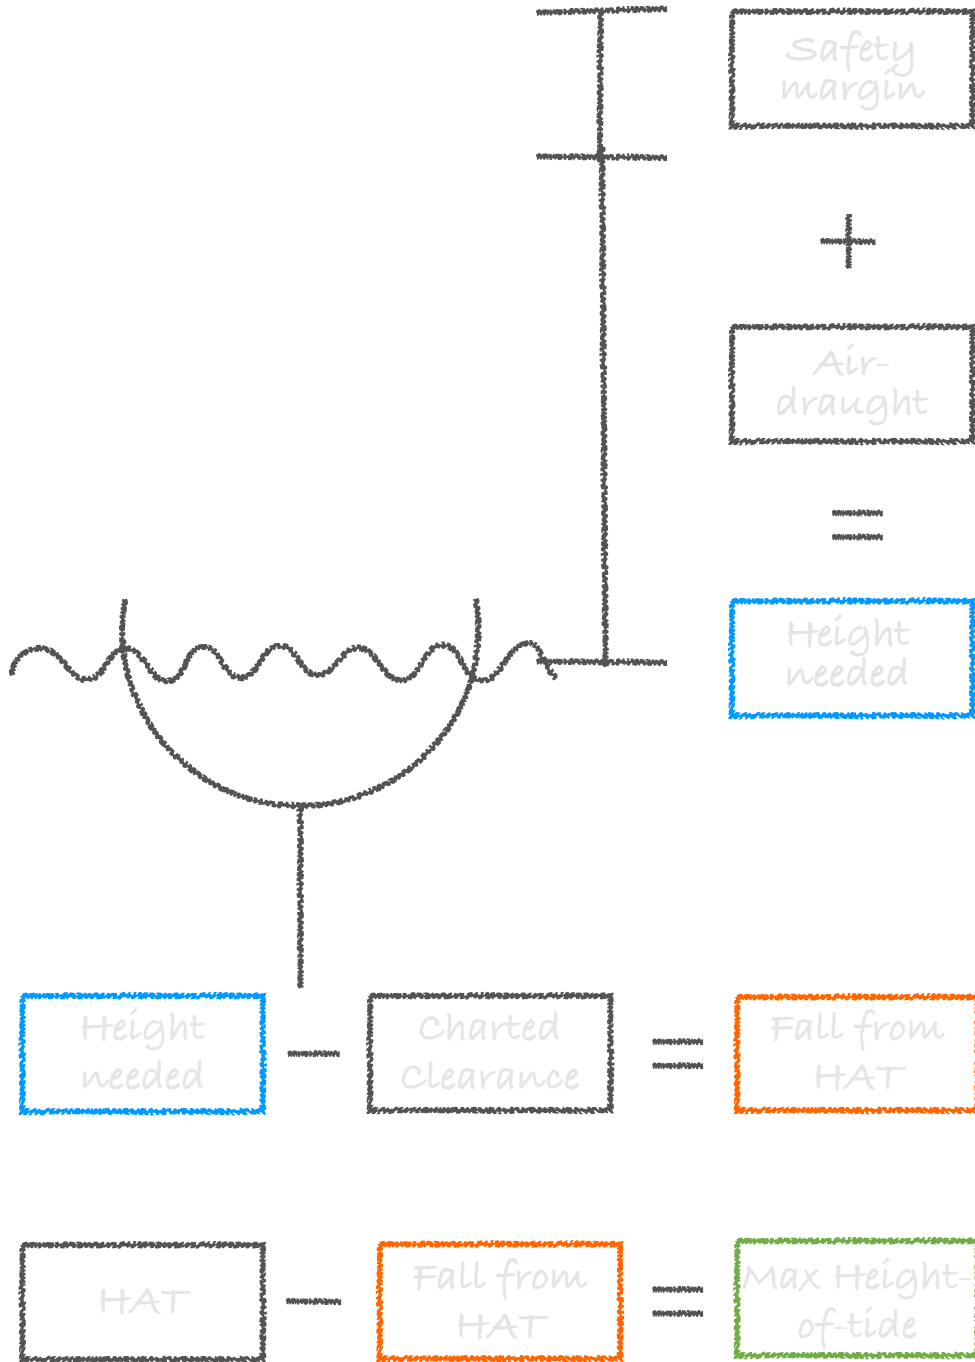 Safety
margin
+
Air-
draught
=
Height
needed
Height
needed
-
Charted
Clearance
=
Fall from
HAT
HAT
-
Fall from
HAT
=
Max Height-
of-tide